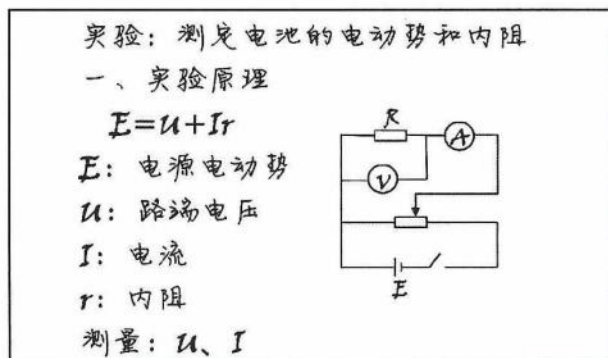 实验：测定电池的电动势和内阻
一、实验原理
E=U+Ir
E：电源电动势
U：路端电压
I：电流
r：内阻
测量：U、I
R
A
V
E